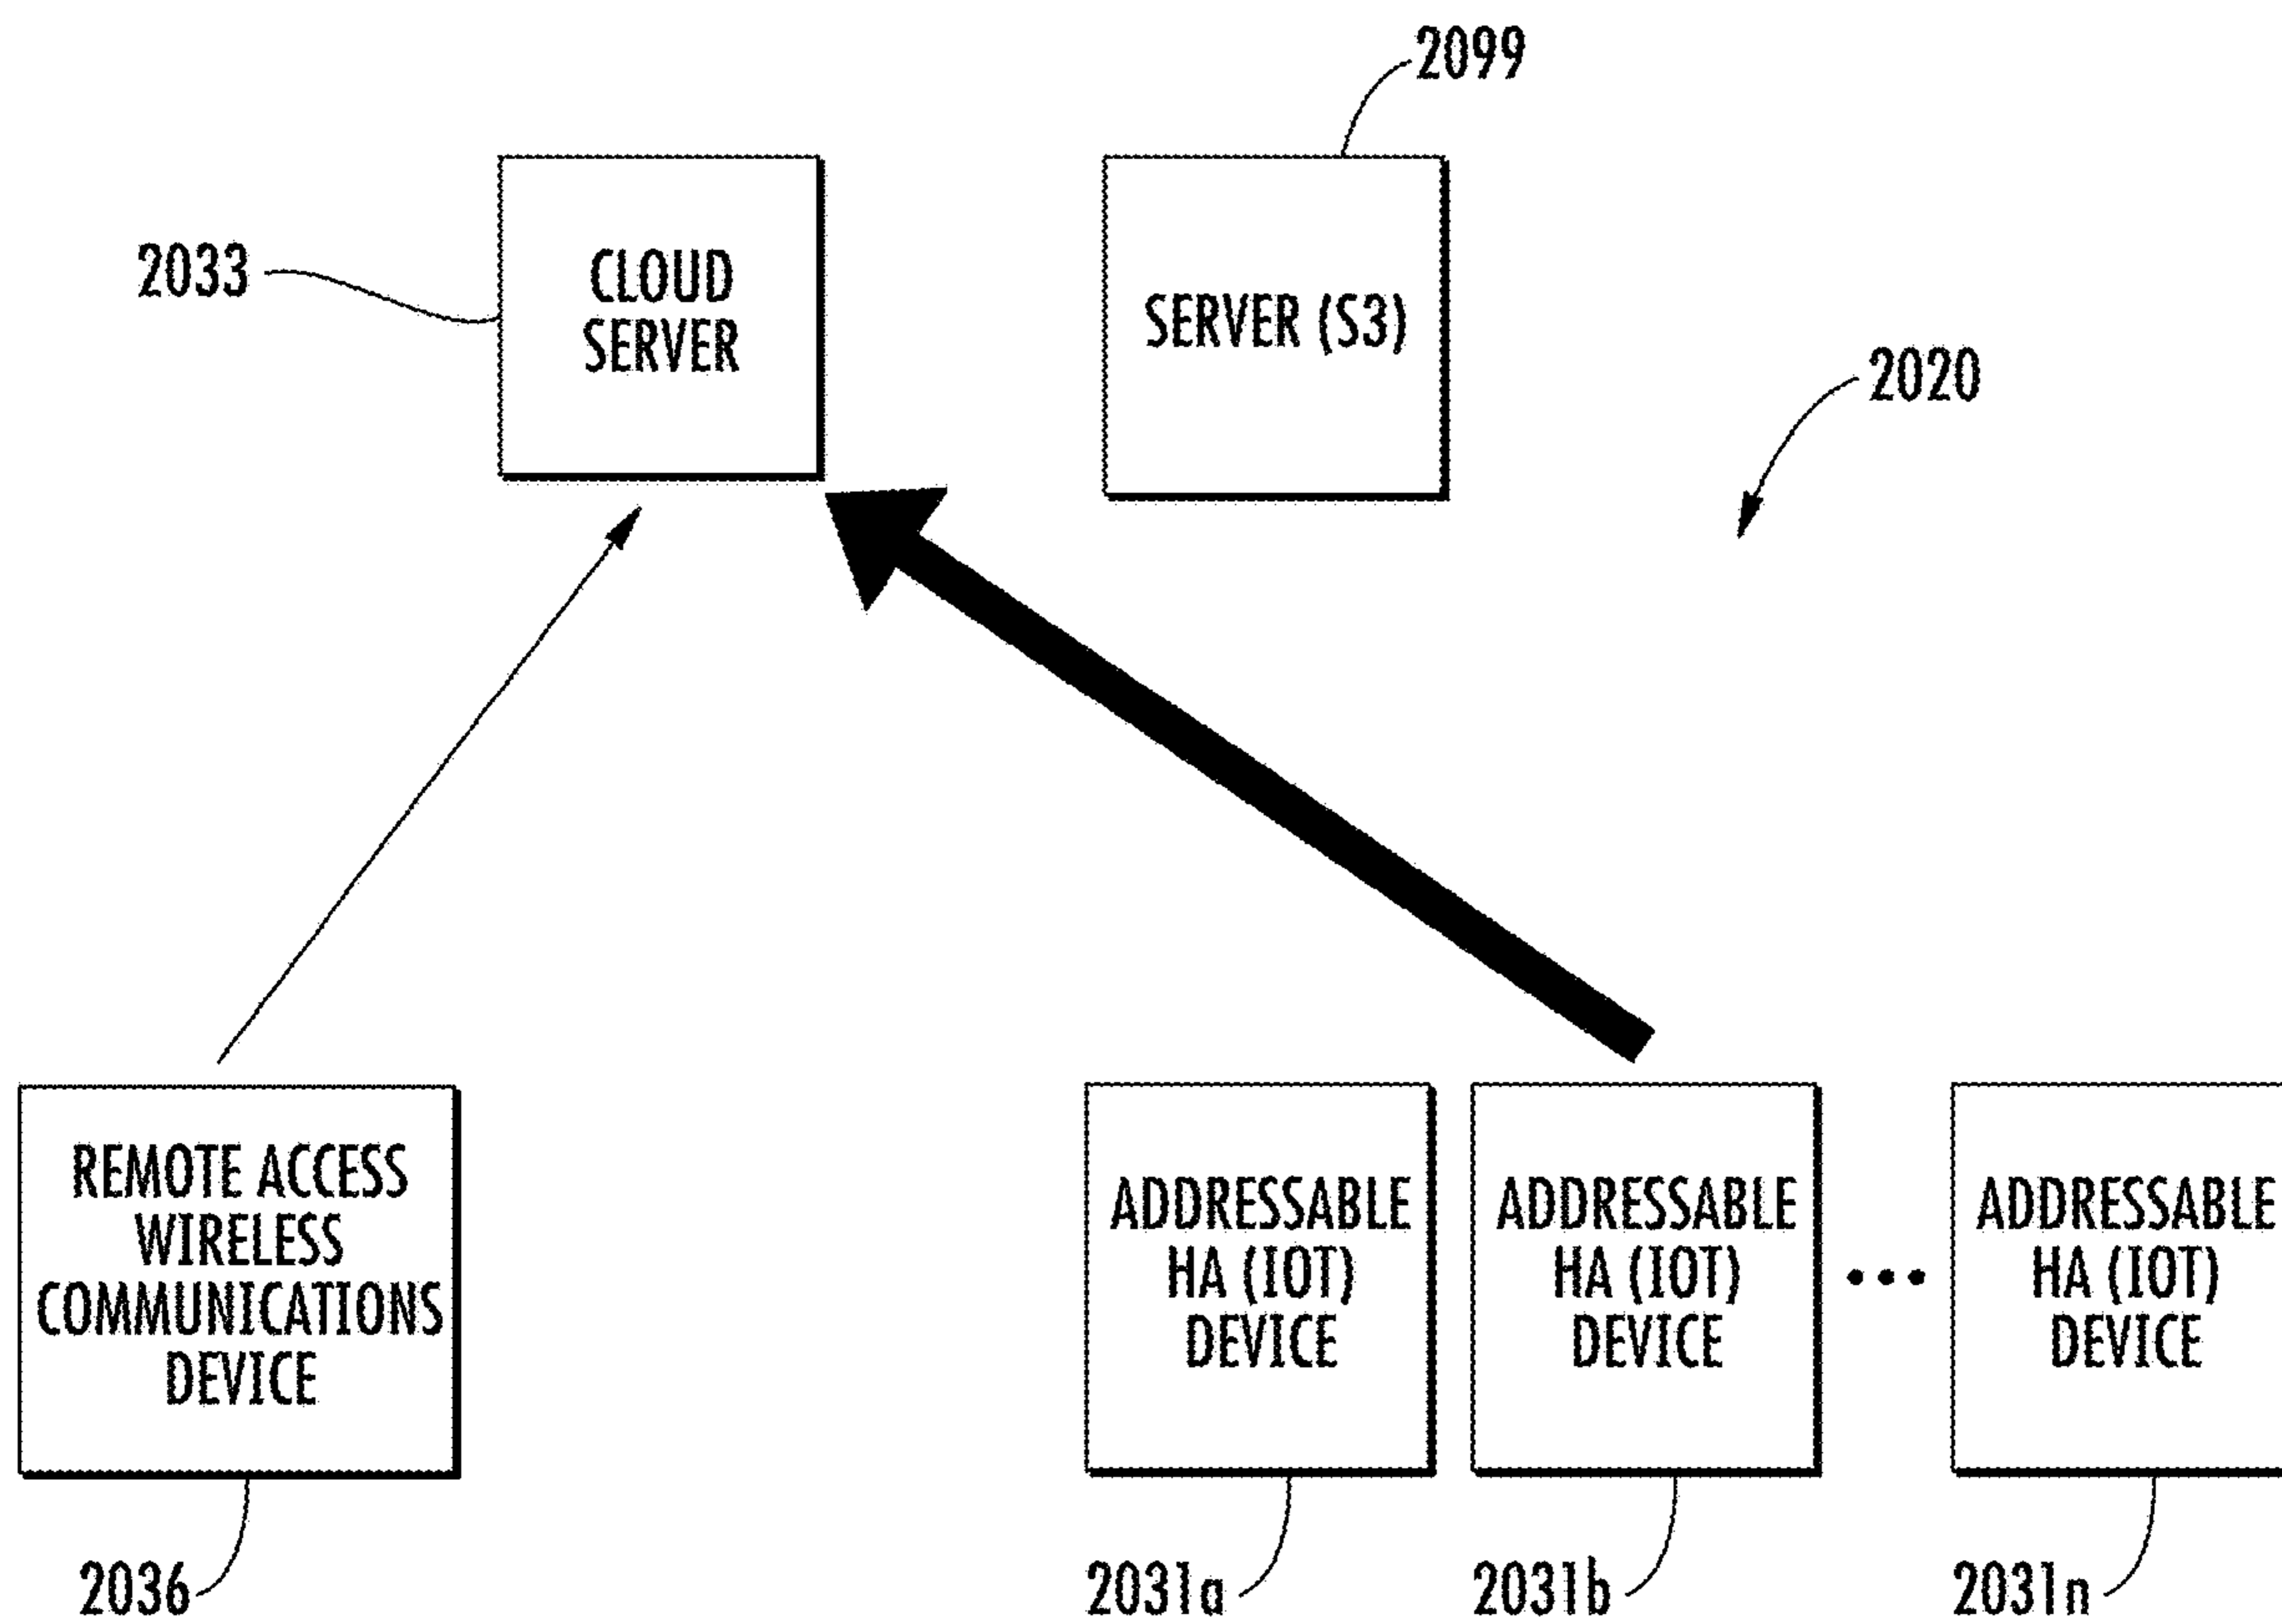 2099
2033
CLOUD
SERVER
SERVER (S3)
2020
REMOTE ACCESS
WIRELESS
COMMUNICATIONS
DEVICE
ADDRESSABLE
HA (IOT)
DEVICE
ADDRESSABLE
HA (IOT)
DEVICE
•••
ADDRESSABLE
HA (IOT)
DEVICE
2036
2031a
2031b
2031n